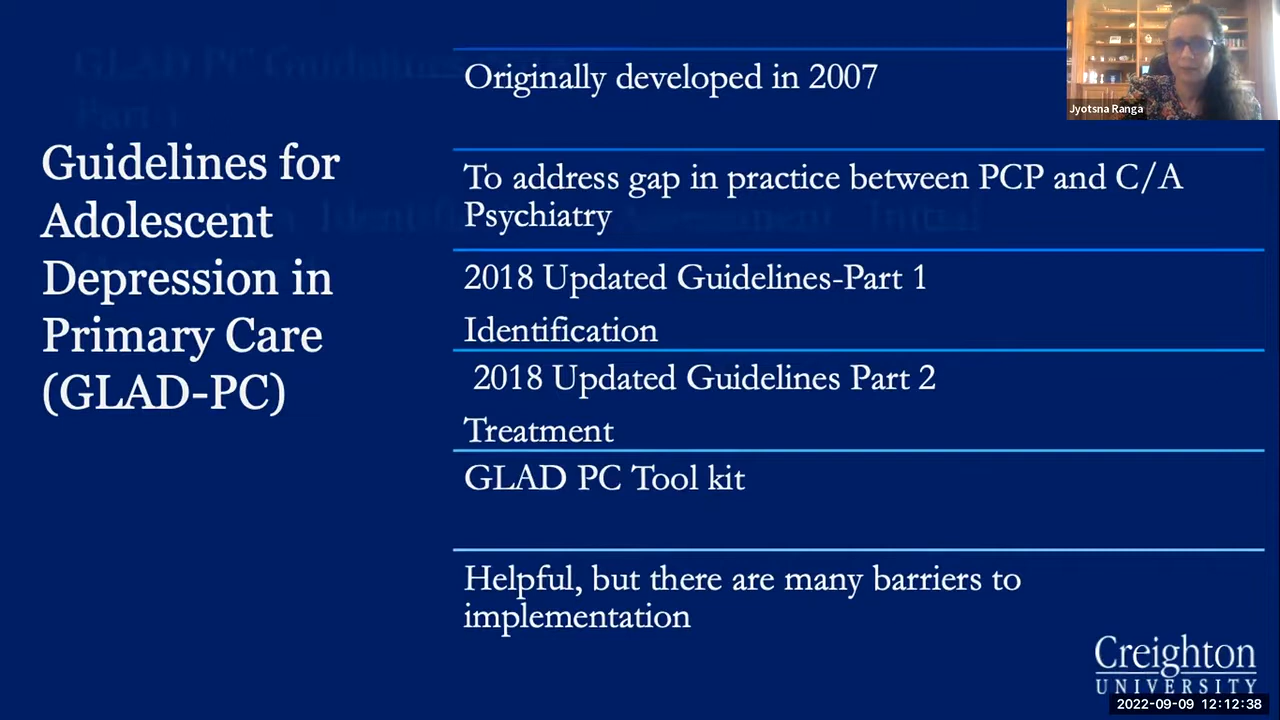 Guidelines for
Adolescent
Depression in
Primary Care
(GLAD-PC)
Originally developed in 2007
To address gap in practice between PCP and C/A
Psychiatry
2018 Updated Guidelines-Part 1
Identification
2018 Updated Guidelines Part 2
Treatment
GLAD PC Tool kit
Helpful, but there are many barriers to
implementation
Jyotsna Ranga
Creighton
UNIVERSITY
2022-09-09 12:12:38